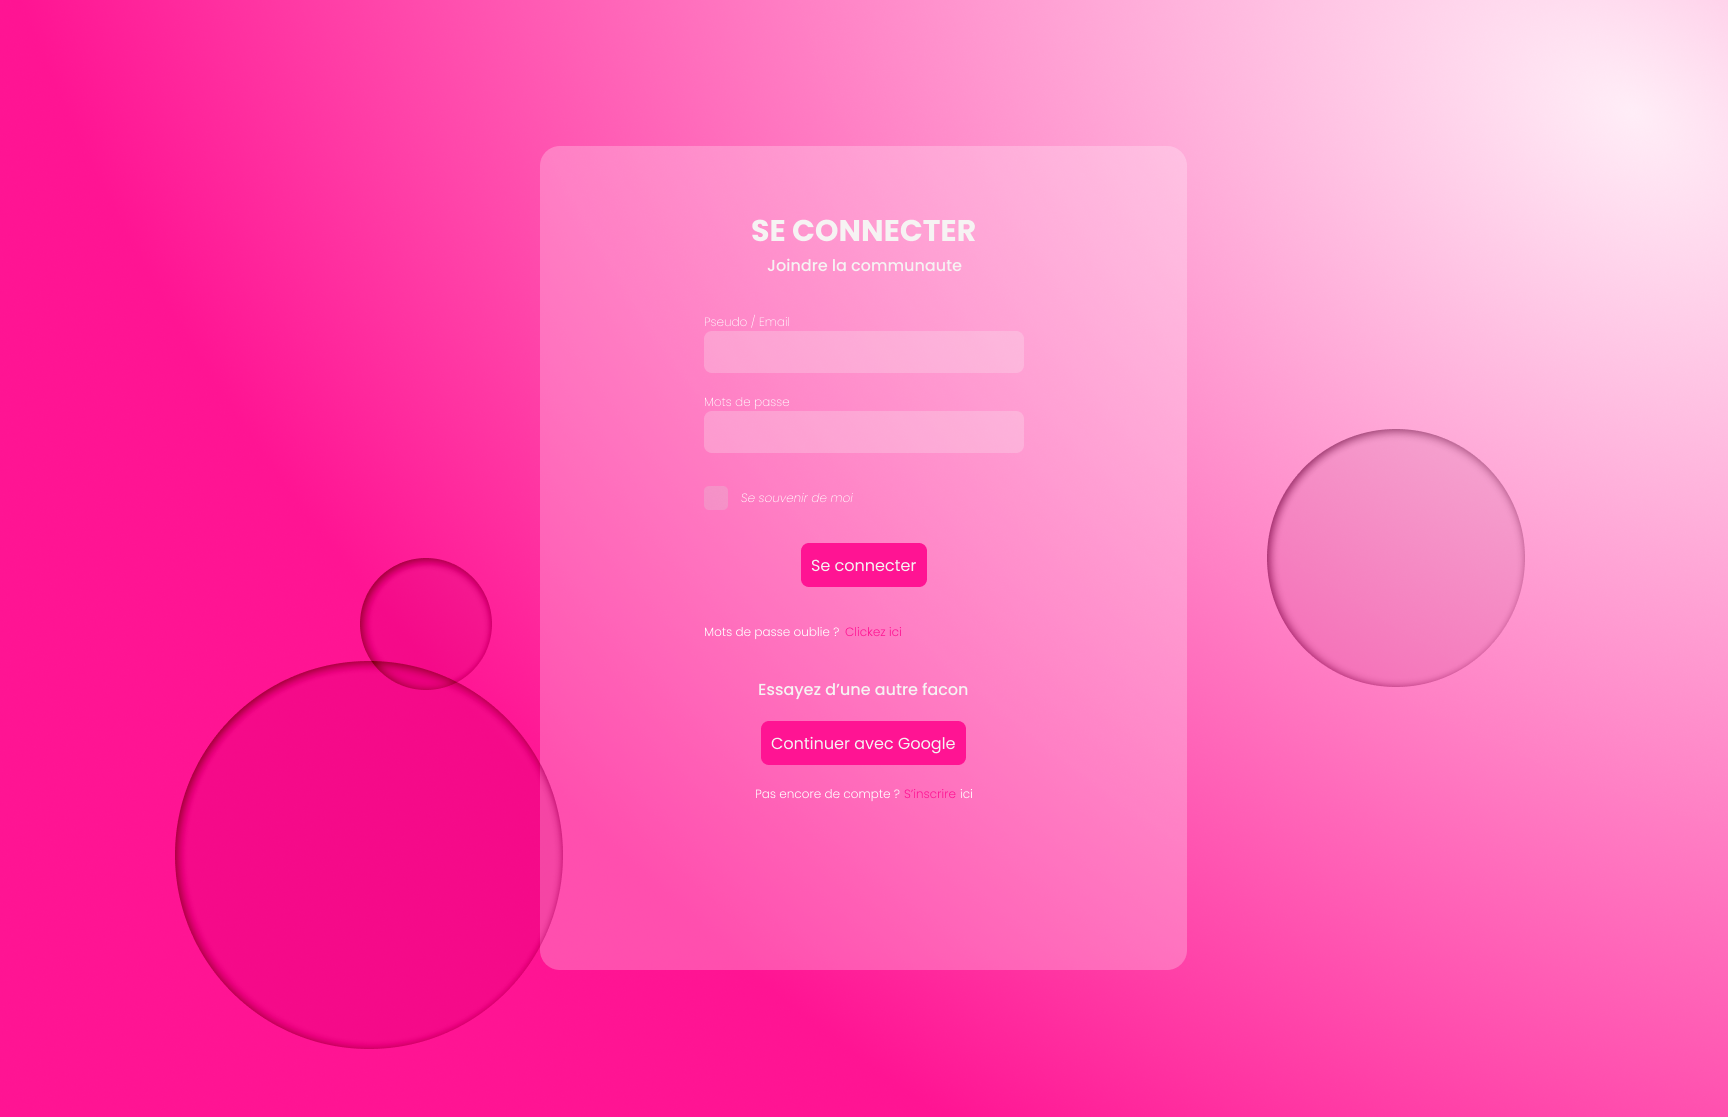 SE CONNECTER
Joindre la communaute
Pseudo / Email
Mots de passe
Se souvenir de moi
Se connecter
Mots de passe oublie ? Clickez ici
Essayez d’une autre facon
Continuer avec Google
Pas encore de compte ? S’inscrire ici